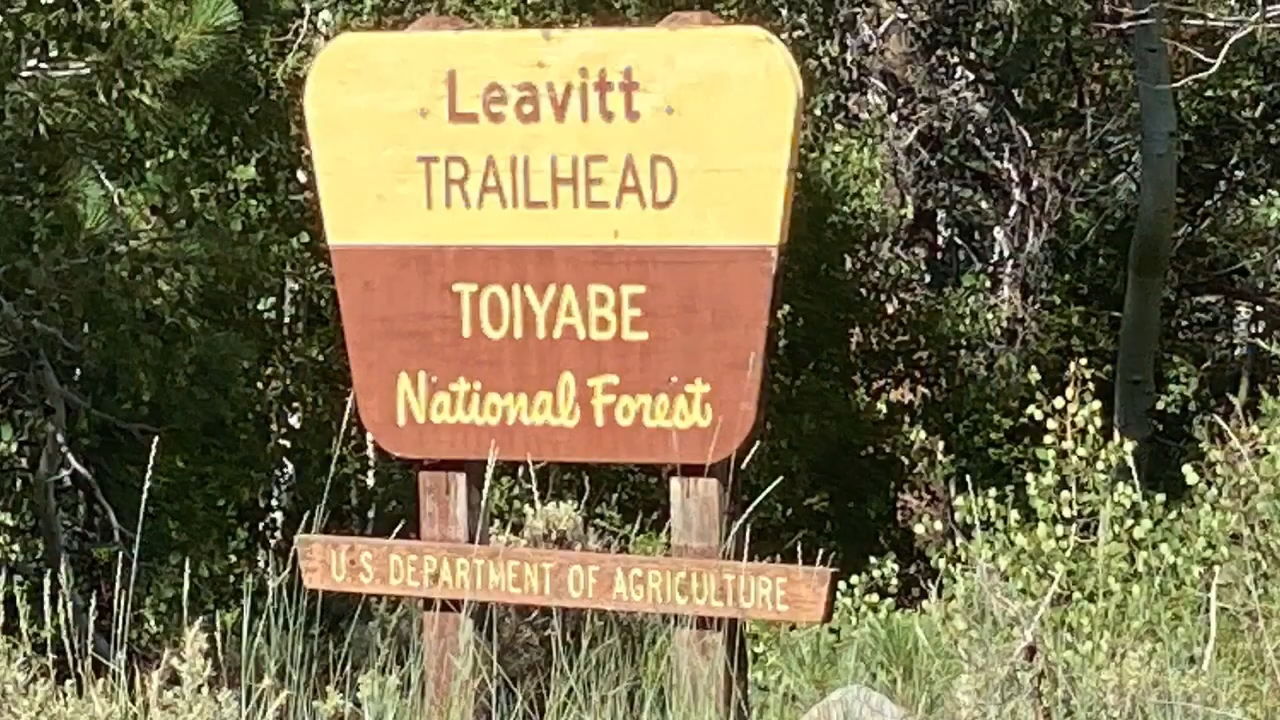 Leavitt
TRAILHEAD
TOIYABE
National Forest
U.S. DEPARTMENT OF AGRICULTURE